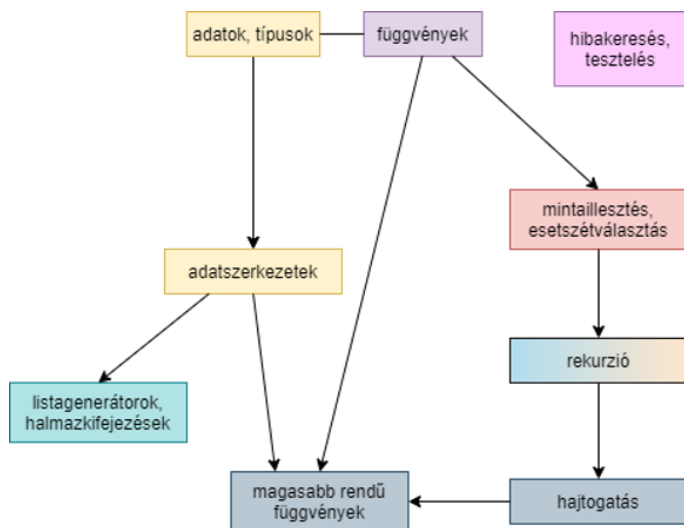 adatok, típusok
függvények
hibakeresés,
tesztelés
mintaillesztés,
esetszétválasztás
adatszerkezetek
rekurzió
listagenerátorok,
halmazkifejezések
magasabb rendű
függvények
hajtogatás